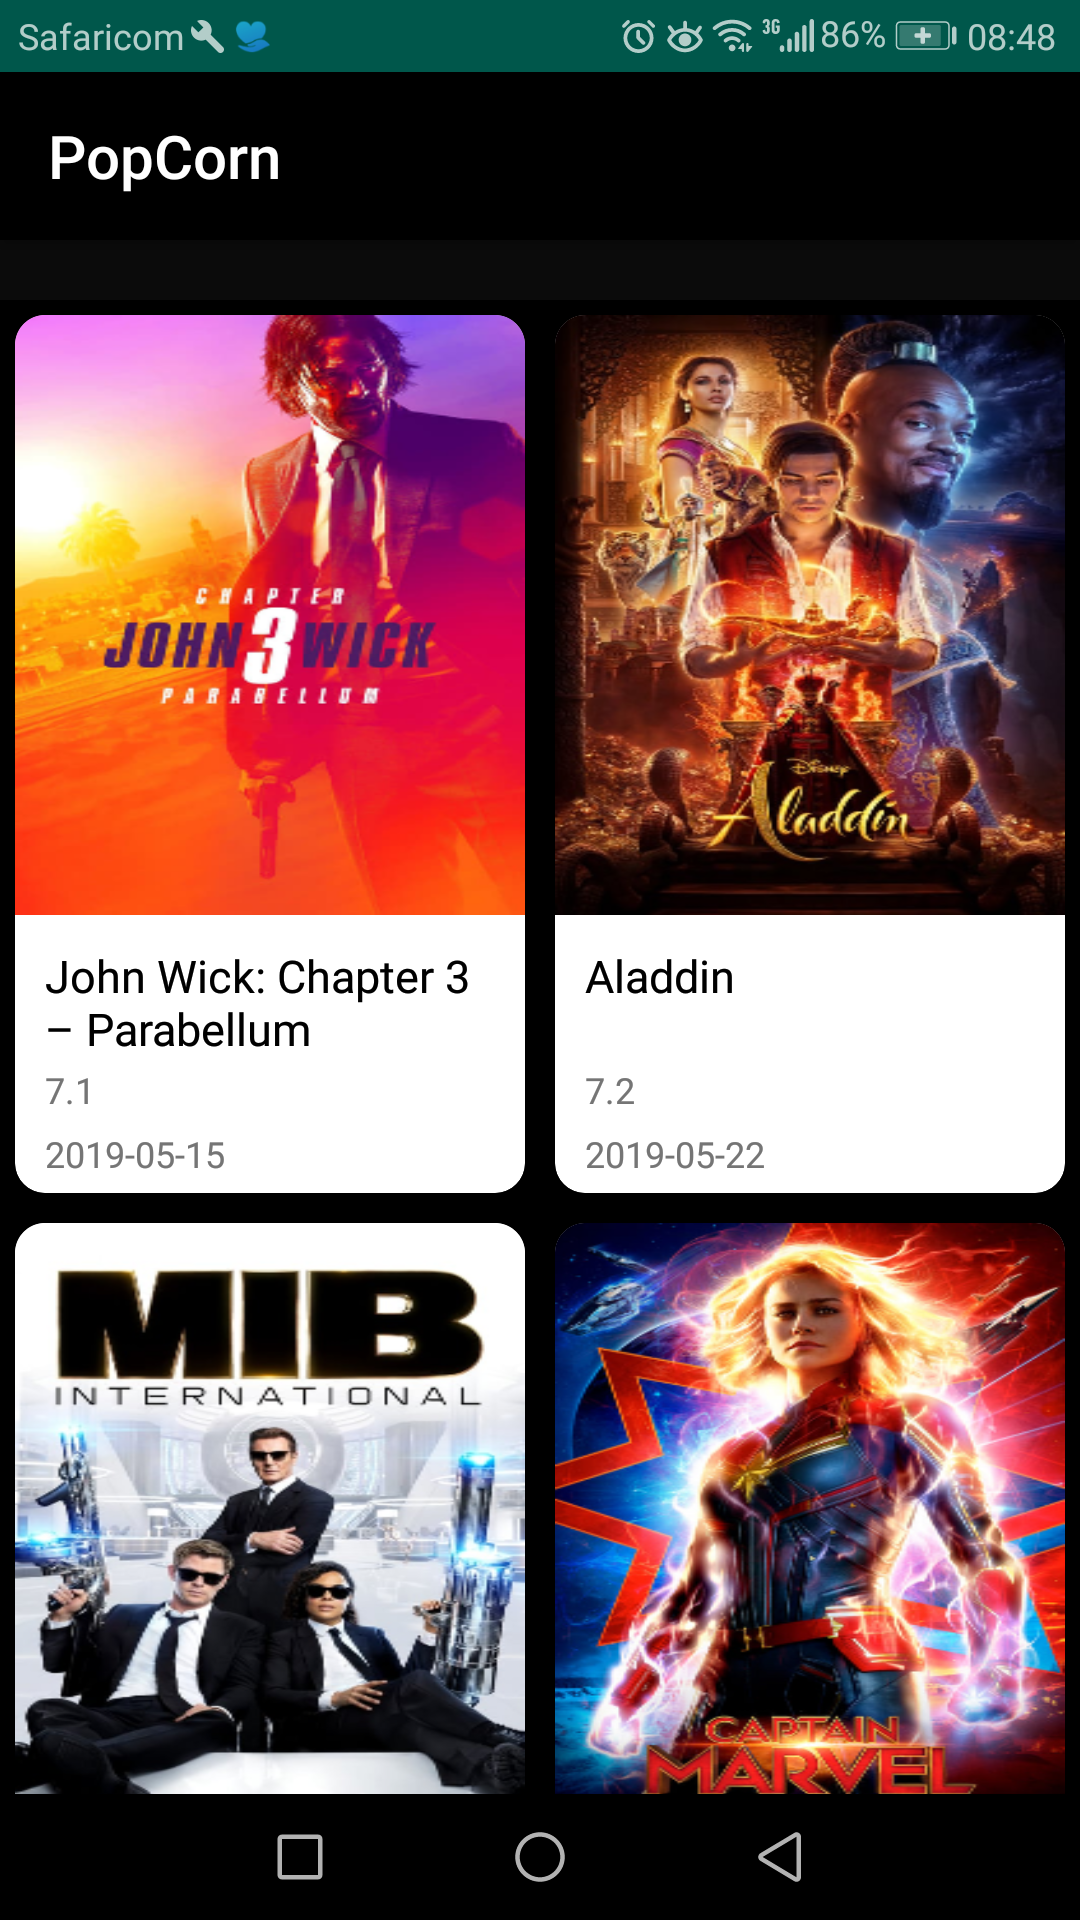 Safaricom 3G 86% 08:48
PopCorn
CHAPTER
JOHN 3 WICK
PARABELLUM
DISNEY
Aladdin
John Wick: Chapter 3
– Parabellum
7.1
2019-05-15
Aladdin
7.2
2019-05-22
MIB
INTERNATIONAL
CAPTAIN
MARVEL